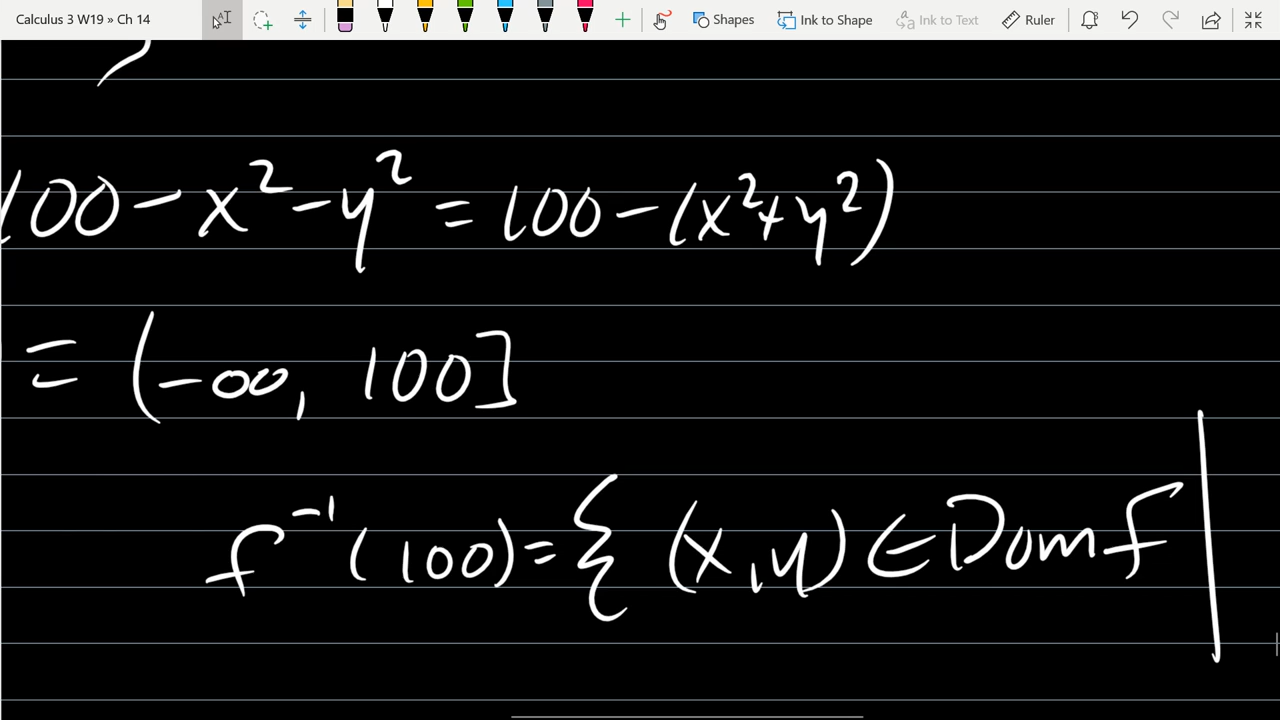 Calculus 3 W19 » Ch 14 Shapes Ink to Shape Ink to Text Ruler
100 - x² - y² = 100 - (x² + y²)
= (-∞, 100]
f⁻¹(100) = { (x, y) ∈ Dom f |